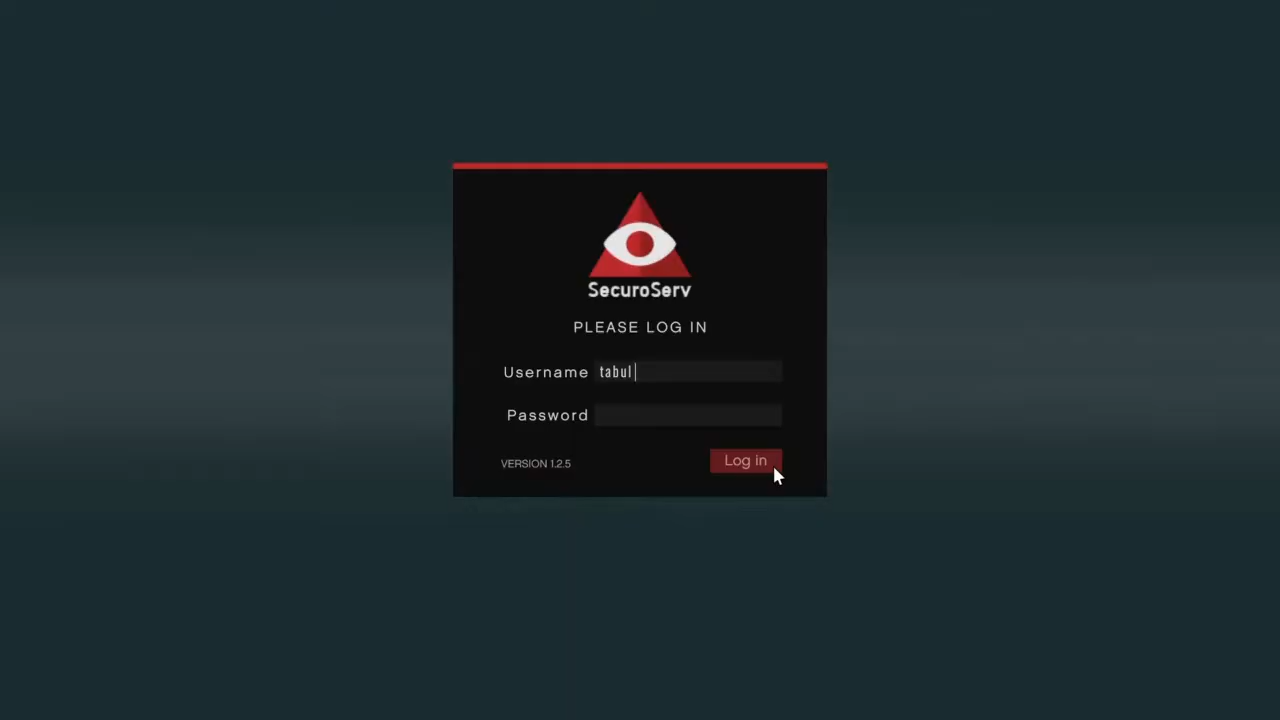 SecuroServ
PLEASE LOG IN
Username tabul
Password
VERSION 1.2.5 Log in